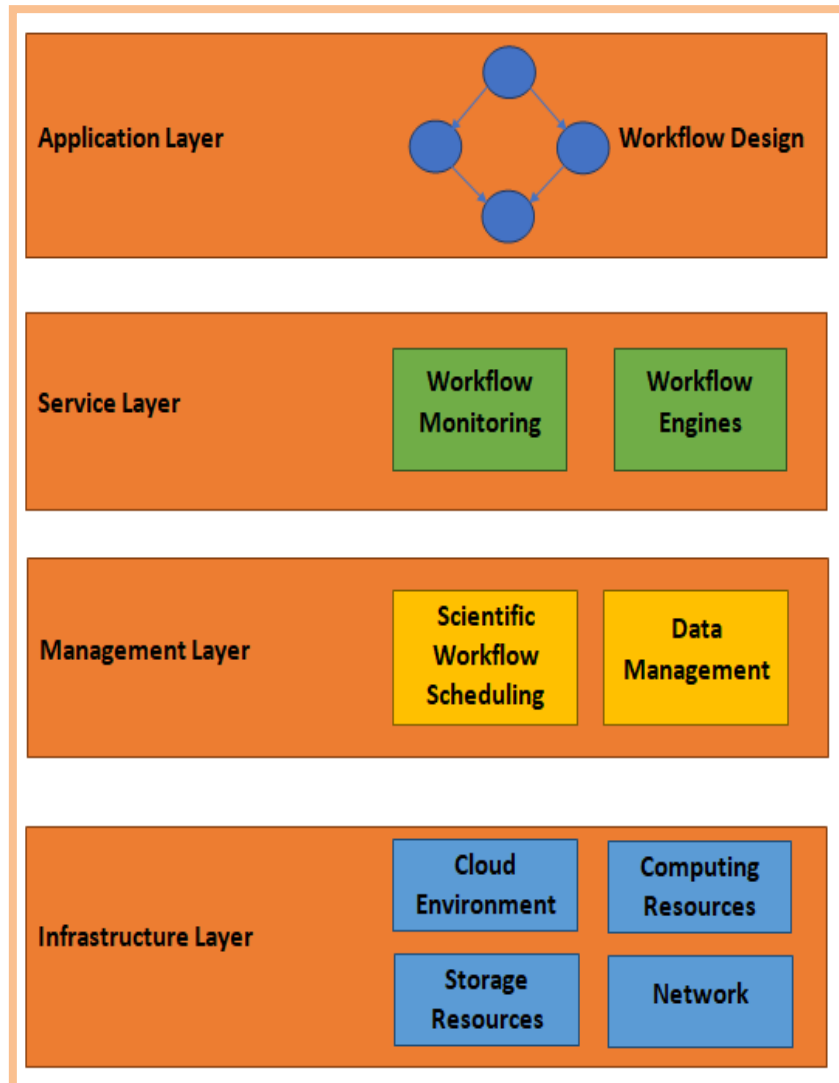 Application Layer
Workflow Design
Service Layer
Workflow
Monitoring
Workflow
Engines
Management Layer
Scientific
Workflow
Scheduling
Data
Management
Infrastructure Layer
Cloud
Environment
Computing
Resources
Storage
Resources
Network